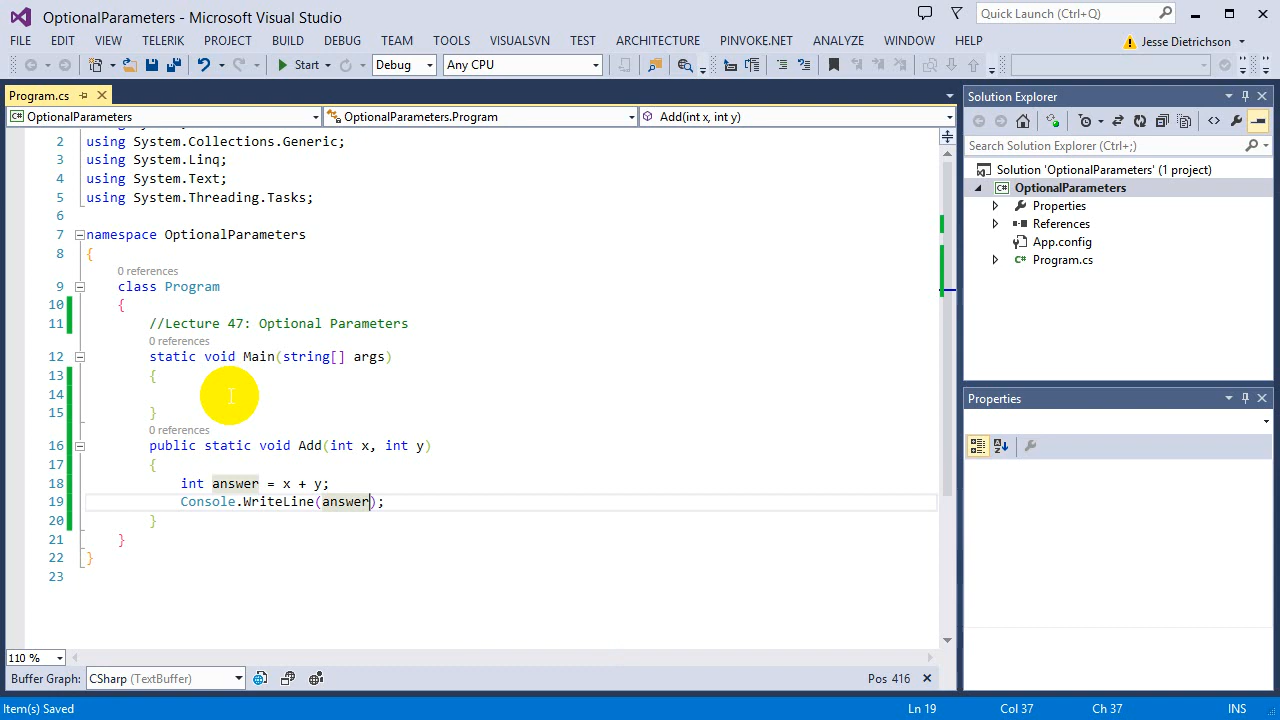 OptionalParameters - Microsoft Visual Studio
Quick Launch (Ctrl+Q)
FILE EDIT VIEW TELERIK PROJECT BUILD DEBUG TEAM TOOLS VISUALSVN TEST ARCHITECTURE PINVOKE.NET ANALYZE WINDOW HELP
Jesse Dietrichson
Start Debug Any CPU
Program.cs
OptionalParameters OptionalParameters.Program Add(int x, int y)
2 using System.Collections.Generic;
3 using System.Linq;
4 using System.Text;
5 using System.Threading.Tasks;
6
7 namespace OptionalParameters
8 {
0 references
9 class Program
10 {
11 //Lecture 47: Optional Parameters
0 references
12 static void Main(string[] args)
13 {
14
15 }
0 references
16 public static void Add(int x, int y)
17 {
18 int answer = x + y;
19 Console.WriteLine(answer);
20 }
21 }
22 }
23
110 %
Buffer Graph: CSharp (TextBuffer) Pos 416
Solution Explorer
Search Solution Explorer (Ctrl+;)
Solution 'OptionalParameters' (1 project)
C# OptionalParameters
Properties
References
App.config
C# Program.cs
Properties
Item(s) Saved Ln 19 Col 37 Ch 37 INS